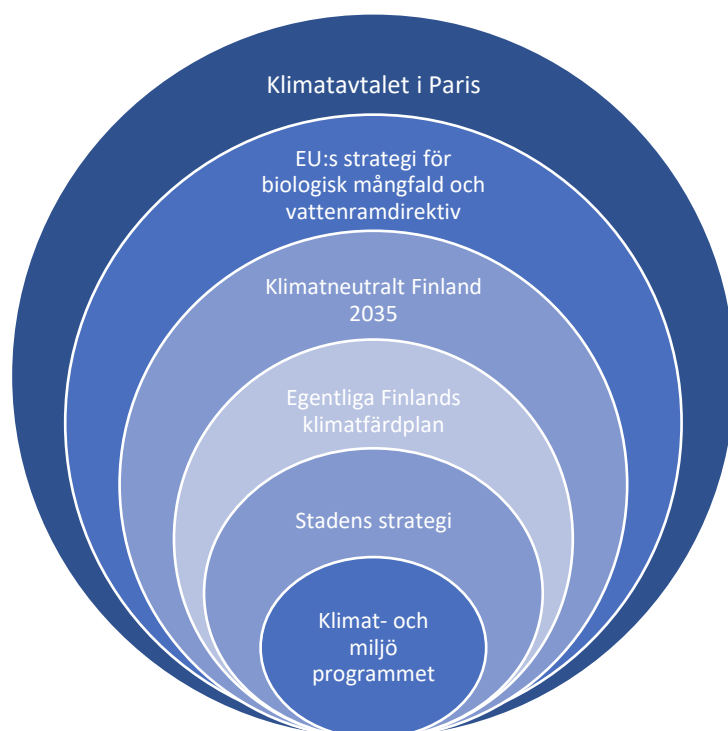 Klimatavtalet i Paris
EU:s strategi för
biologisk mångfald och
vattenramdirektiv
Klimatneutralt Finland
2035
Egentliga Finlands
klimatfärdplan
Stadens strategi
Klimat- och
miljö
programmet